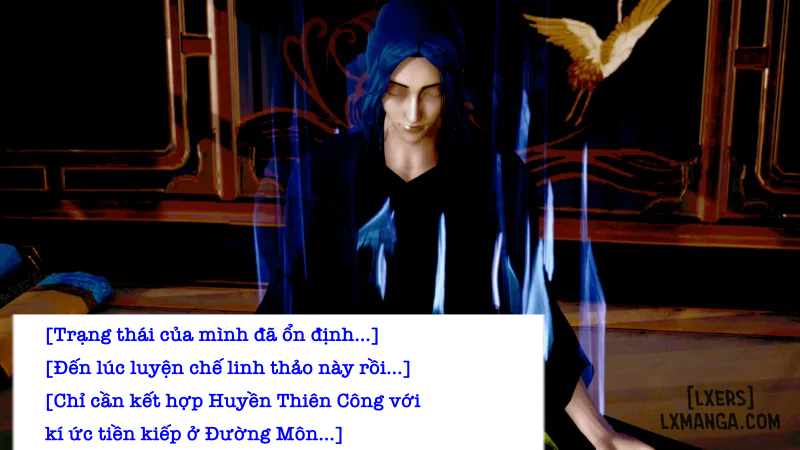 [Trạng thái của mình đã ổn định...]
[Đến lúc luyện chế linh thảo này rồi...]
[Chỉ cần kết hợp Huyền Thiên Công với
kí ức tiền kiếp ở Đường Môn...]
[LXERS]
LXMANGA.COM